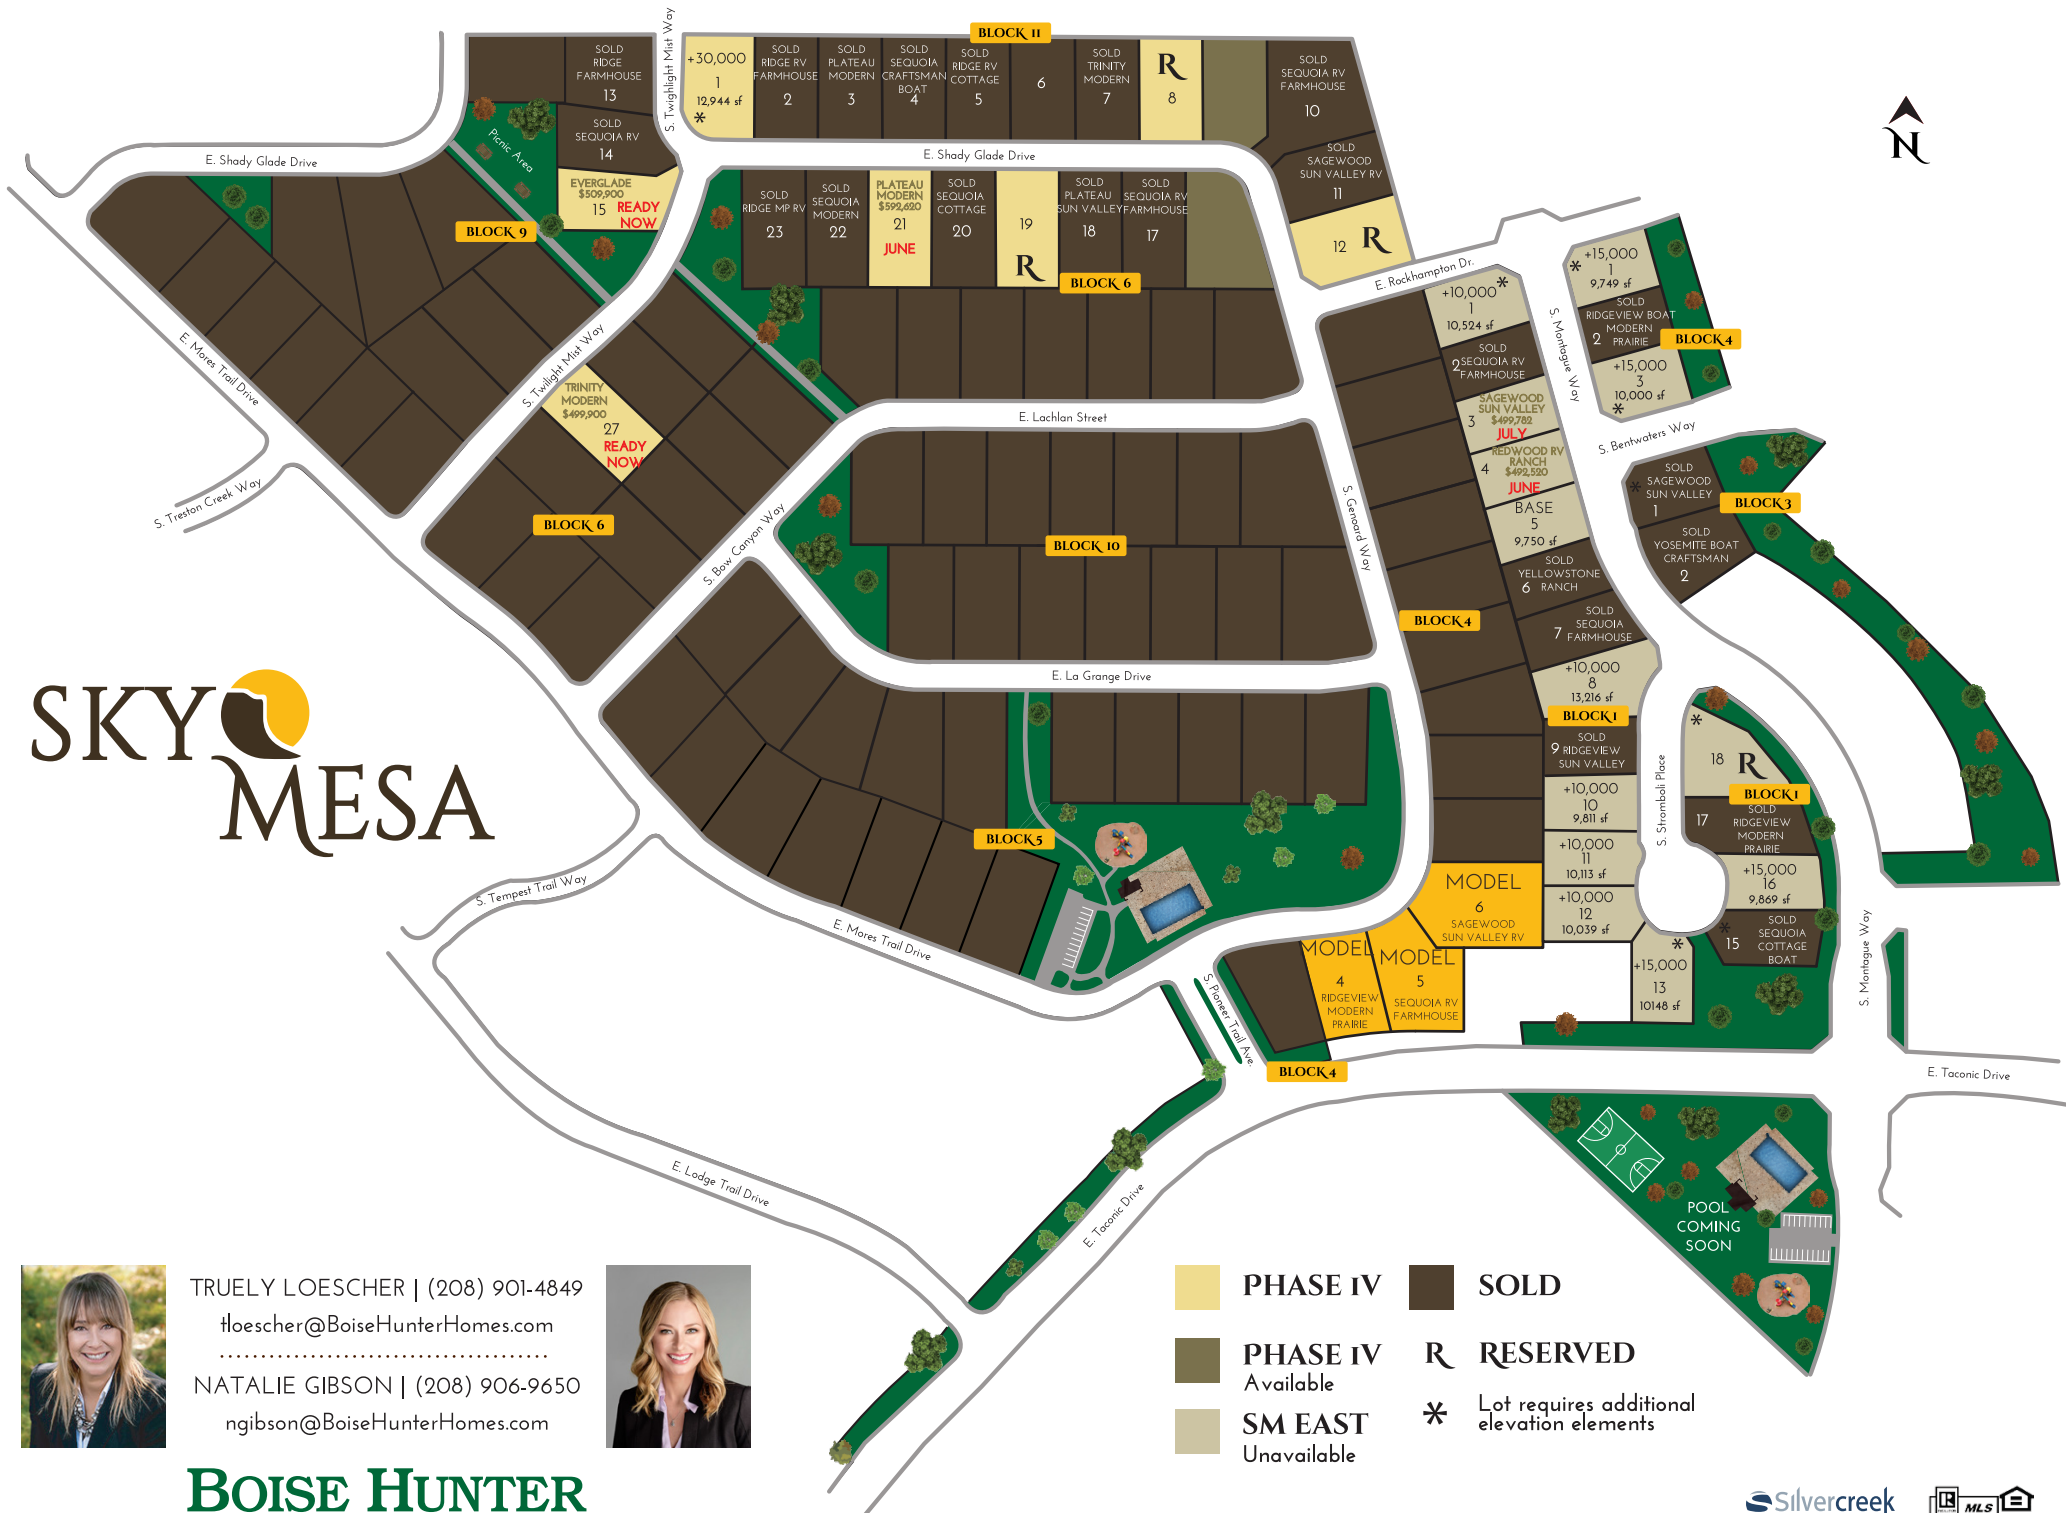 BLOCK 11
S. Twighlight Mist Way
SOLD
RIDGE
FARMHOUSE
13
+30,000
1
12,944 sf
*
SOLD
RIDGE RV
FARMHOUSE
2
SOLD
PLATEAU
MODERN
3
SOLD
SEQUOIA
CRAFTSMAN
BOAT
4
SOLD
RIDGE RV
COTTAGE
5
6
SOLD
TRINITY
MODERN
7
R
8
SOLD
SEQUOIA RV
FARMHOUSE
10
SOLD
SAGEWOOD
SUN VALLEY RV
11
12 R
N
Picnic Area
SOLD
SEQUOIA RV
14
EVERGLADE
$509,900
15 READY
NOW
BLOCK 9
E. Shady Glade Drive
E. Shady Glade Drive
SOLD
RIDGE MP RV
23
SOLD
SEQUOIA
MODERN
22
PLATEAU
MODERN
$592,620
21
JUNE
SOLD
SEQUOIA
COTTAGE
20
19
R
SOLD
PLATEAU
SUN VALLEY
18
SOLD
SEQUOIA RV
FARMHOUSE
17
BLOCK 6
E. Rockhampton Dr.
+10,000 *
1
10,524 sf
SOLD
2 SEQUOIA RV
FARMHOUSE
SAGEWOOD
SUN VALLEY
$499,782
3
JULY
REDWOOD RV
RANCH
4 $492,520
JUNE
BASE
5
9,750 sf
SOLD
YELLOWSTONE
6 RANCH
SOLD
SEQUOIA
7 FARMHOUSE
+10,000
8
13,216 sf
BLOCK 1
SOLD
9 RIDGEVIEW
SUN VALLEY
+10,000
10
9,811 sf
+10,000
11
10,113 sf
+10,000
12
10,039 sf
*
+15,000
13
10148 sf
S. Montague Way
+15,000
* 1
9,749 sf
SOLD
RIDGEVIEW BOAT
MODERN
2 PRAIRIE
BLOCK 4
+15,000
3
10,000 sf
*
S. Bentwaters Way
SOLD
SAGEWOOD
* SUN VALLEY
1
BLOCK 3
SOLD
YOSEMITE BOAT
CRAFTSMAN
2
*
18 R
BLOCK 1
SOLD
17 RIDGEVIEW
MODERN
PRAIRIE
+15,000
16
9,869 sf
SOLD
* SEQUOIA
15 COTTAGE
BOAT
S. Stromboli Place
S. Montague Way
E. Mores Trail Drive
S. Twilight Mist Way
TRINITY
MODERN
$499,900
27
READY
NOW
E. Lachlan Street
S. Treston Creek Way
BLOCK 6
S. Bow Canyon Way
BLOCK 10
S. Genoard Way
BLOCK 4
E. La Grange Drive
SKY
MESA
BLOCK 5
S. Tempest Trail Way
E. Mores Trail Drive
MODEL
6
SAGEWOOD
SUN VALLEY RV
MODEL
4
RIDGEVIEW
MODERN
PRAIRIE
MODEL
5
SEQUOIA RV
FARMHOUSE
S. Pioneer Trail Ave.
BLOCK 4
E. Taconic Drive
E. Lodge Trail Drive
E. Taconic Drive
POOL
COMING
SOON
TRUELY LOESCHER | (208) 901-4849
tloescher@BoiseHunterHomes.com
NATALIE GIBSON | (208) 906-9650
ngibson@BoiseHunterHomes.com
BOISE HUNTER
PHASE IV
SOLD
PHASE IV
Available
R RESERVED
SM EAST
Unavailable
* Lot requires additional
elevation elements
Silvercreek
R
MLS